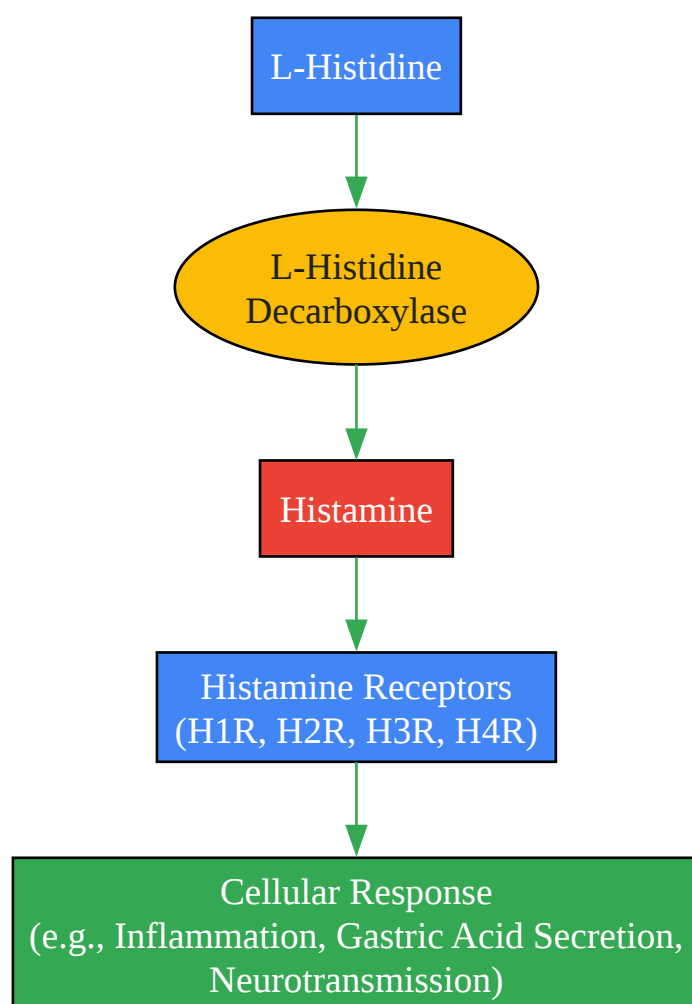 L-Histidine
L-Histidine
Decarboxylase
Histamine
Histamine Receptors
(H1R, H2R, H3R, H4R)
Cellular Response
(e.g., Inflammation, Gastric Acid Secretion,
Neurotransmission)